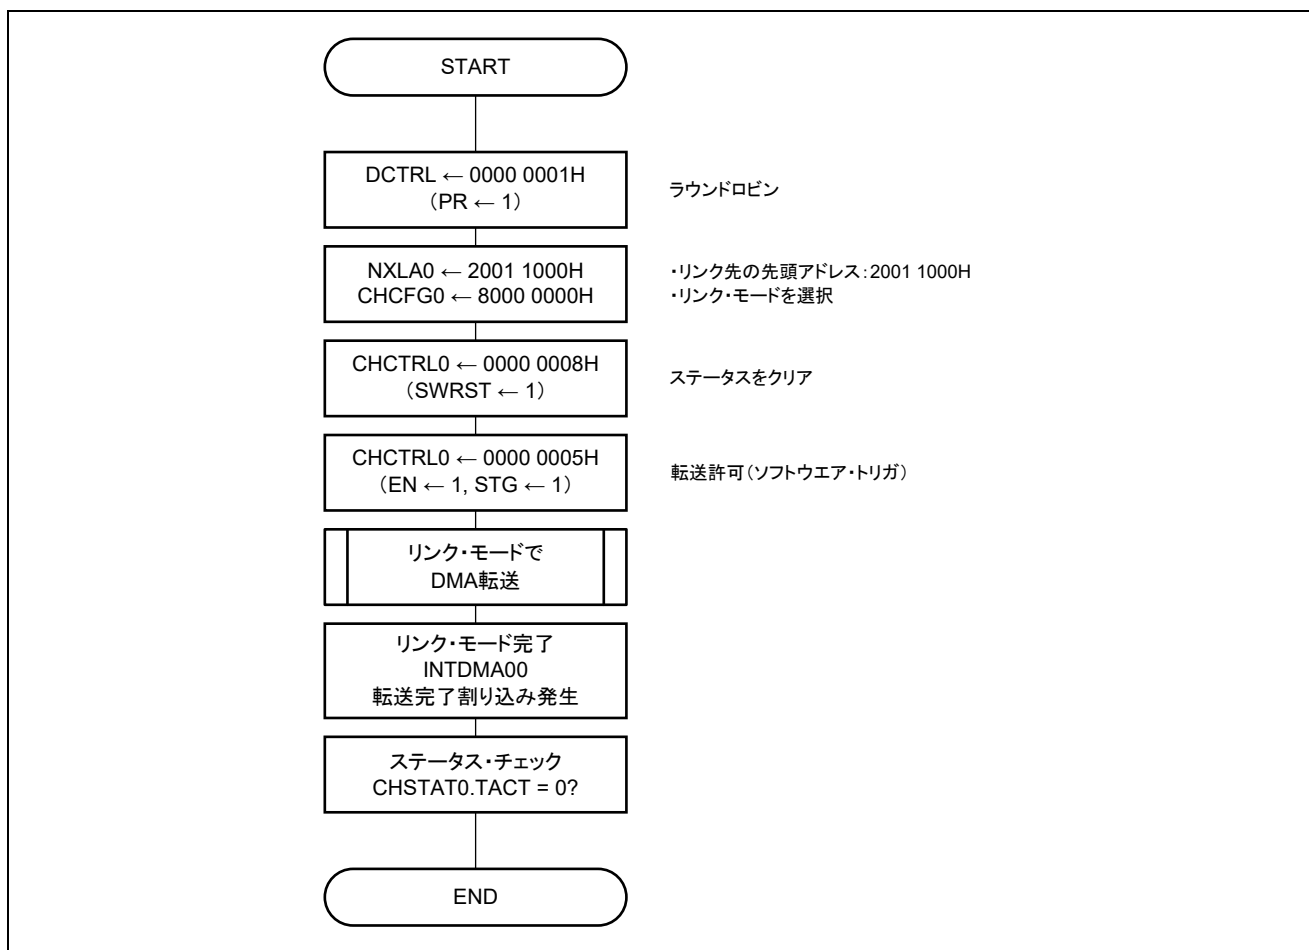 START
DCTRL ← 0000 0001H
（PR ← 1）
ラウンドロビン
NXLA0 ← 2001 1000H
CHCFG0 ← 8000 0000H
・リンク先の先頭アドレス：2001 1000H
・リンク・モードを選択
CHCTRL0 ← 0000 0008H
（SWRST ← 1）
ステータスをクリア
CHCTRL0 ← 0000 0005H
（EN ← 1, STG ← 1）
転送許可（ソフトウエア・トリガ）
リンク・モードで
DMA転送
リンク・モード完了
INTDMA00
転送完了割り込み発生
ステータス・チェック
CHSTAT0.TACT = 0?
END